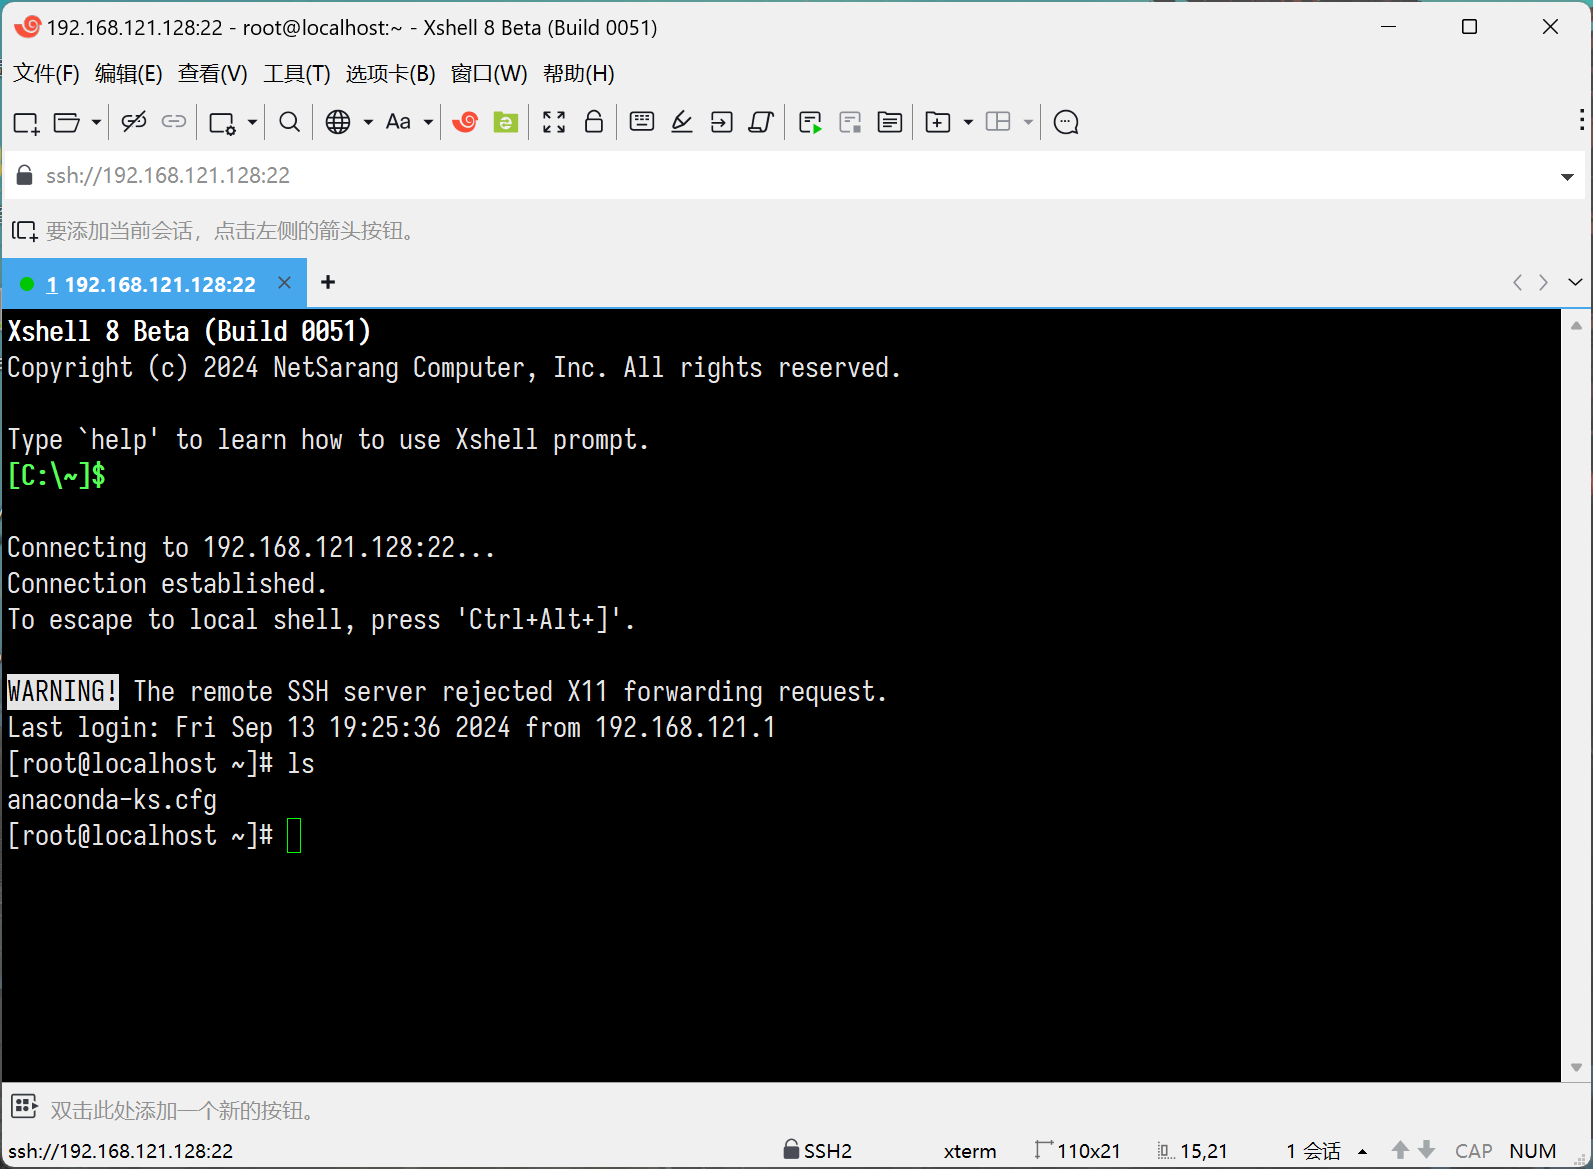 192.168.121.128:22 - root@localhost:~ - Xshell 8 Beta (Build 0051)
文件(F) 编辑(E) 查看(V) 工具(T) 选项卡(B) 窗口(W) 帮助(H)
Aa
ssh://192.168.121.128:22
要添加当前会话，点击左侧的箭头按钮。
1 192.168.121.128:22
Xshell 8 Beta (Build 0051)
Copyright (c) 2024 NetSarang Computer, Inc. All rights reserved.
Type `help' to learn how to use Xshell prompt.
[C:\~]$
Connecting to 192.168.121.128:22...
Connection established.
To escape to local shell, press 'Ctrl+Alt+]'.
WARNING! The remote SSH server rejected X11 forwarding request.
Last login: Fri Sep 13 19:25:36 2024 from 192.168.121.1
[root@localhost ~]# ls
anaconda-ks.cfg
[root@localhost ~]#
双击此处添加一个新的按钮。
ssh://192.168.121.128:22 SSH2 xterm 110x21 15,21 1 会话 CAP NUM